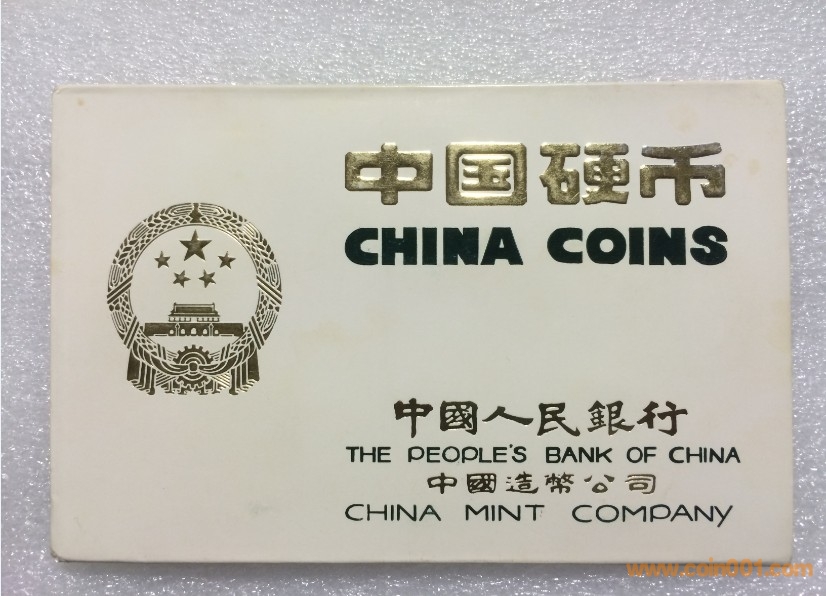 中国硬币
CHINA COINS
中國人民銀行
THE PEOPLE'S BANK OF CHINA
中國造幣公司
CHINA MINT COMPANY
www.coin001.com